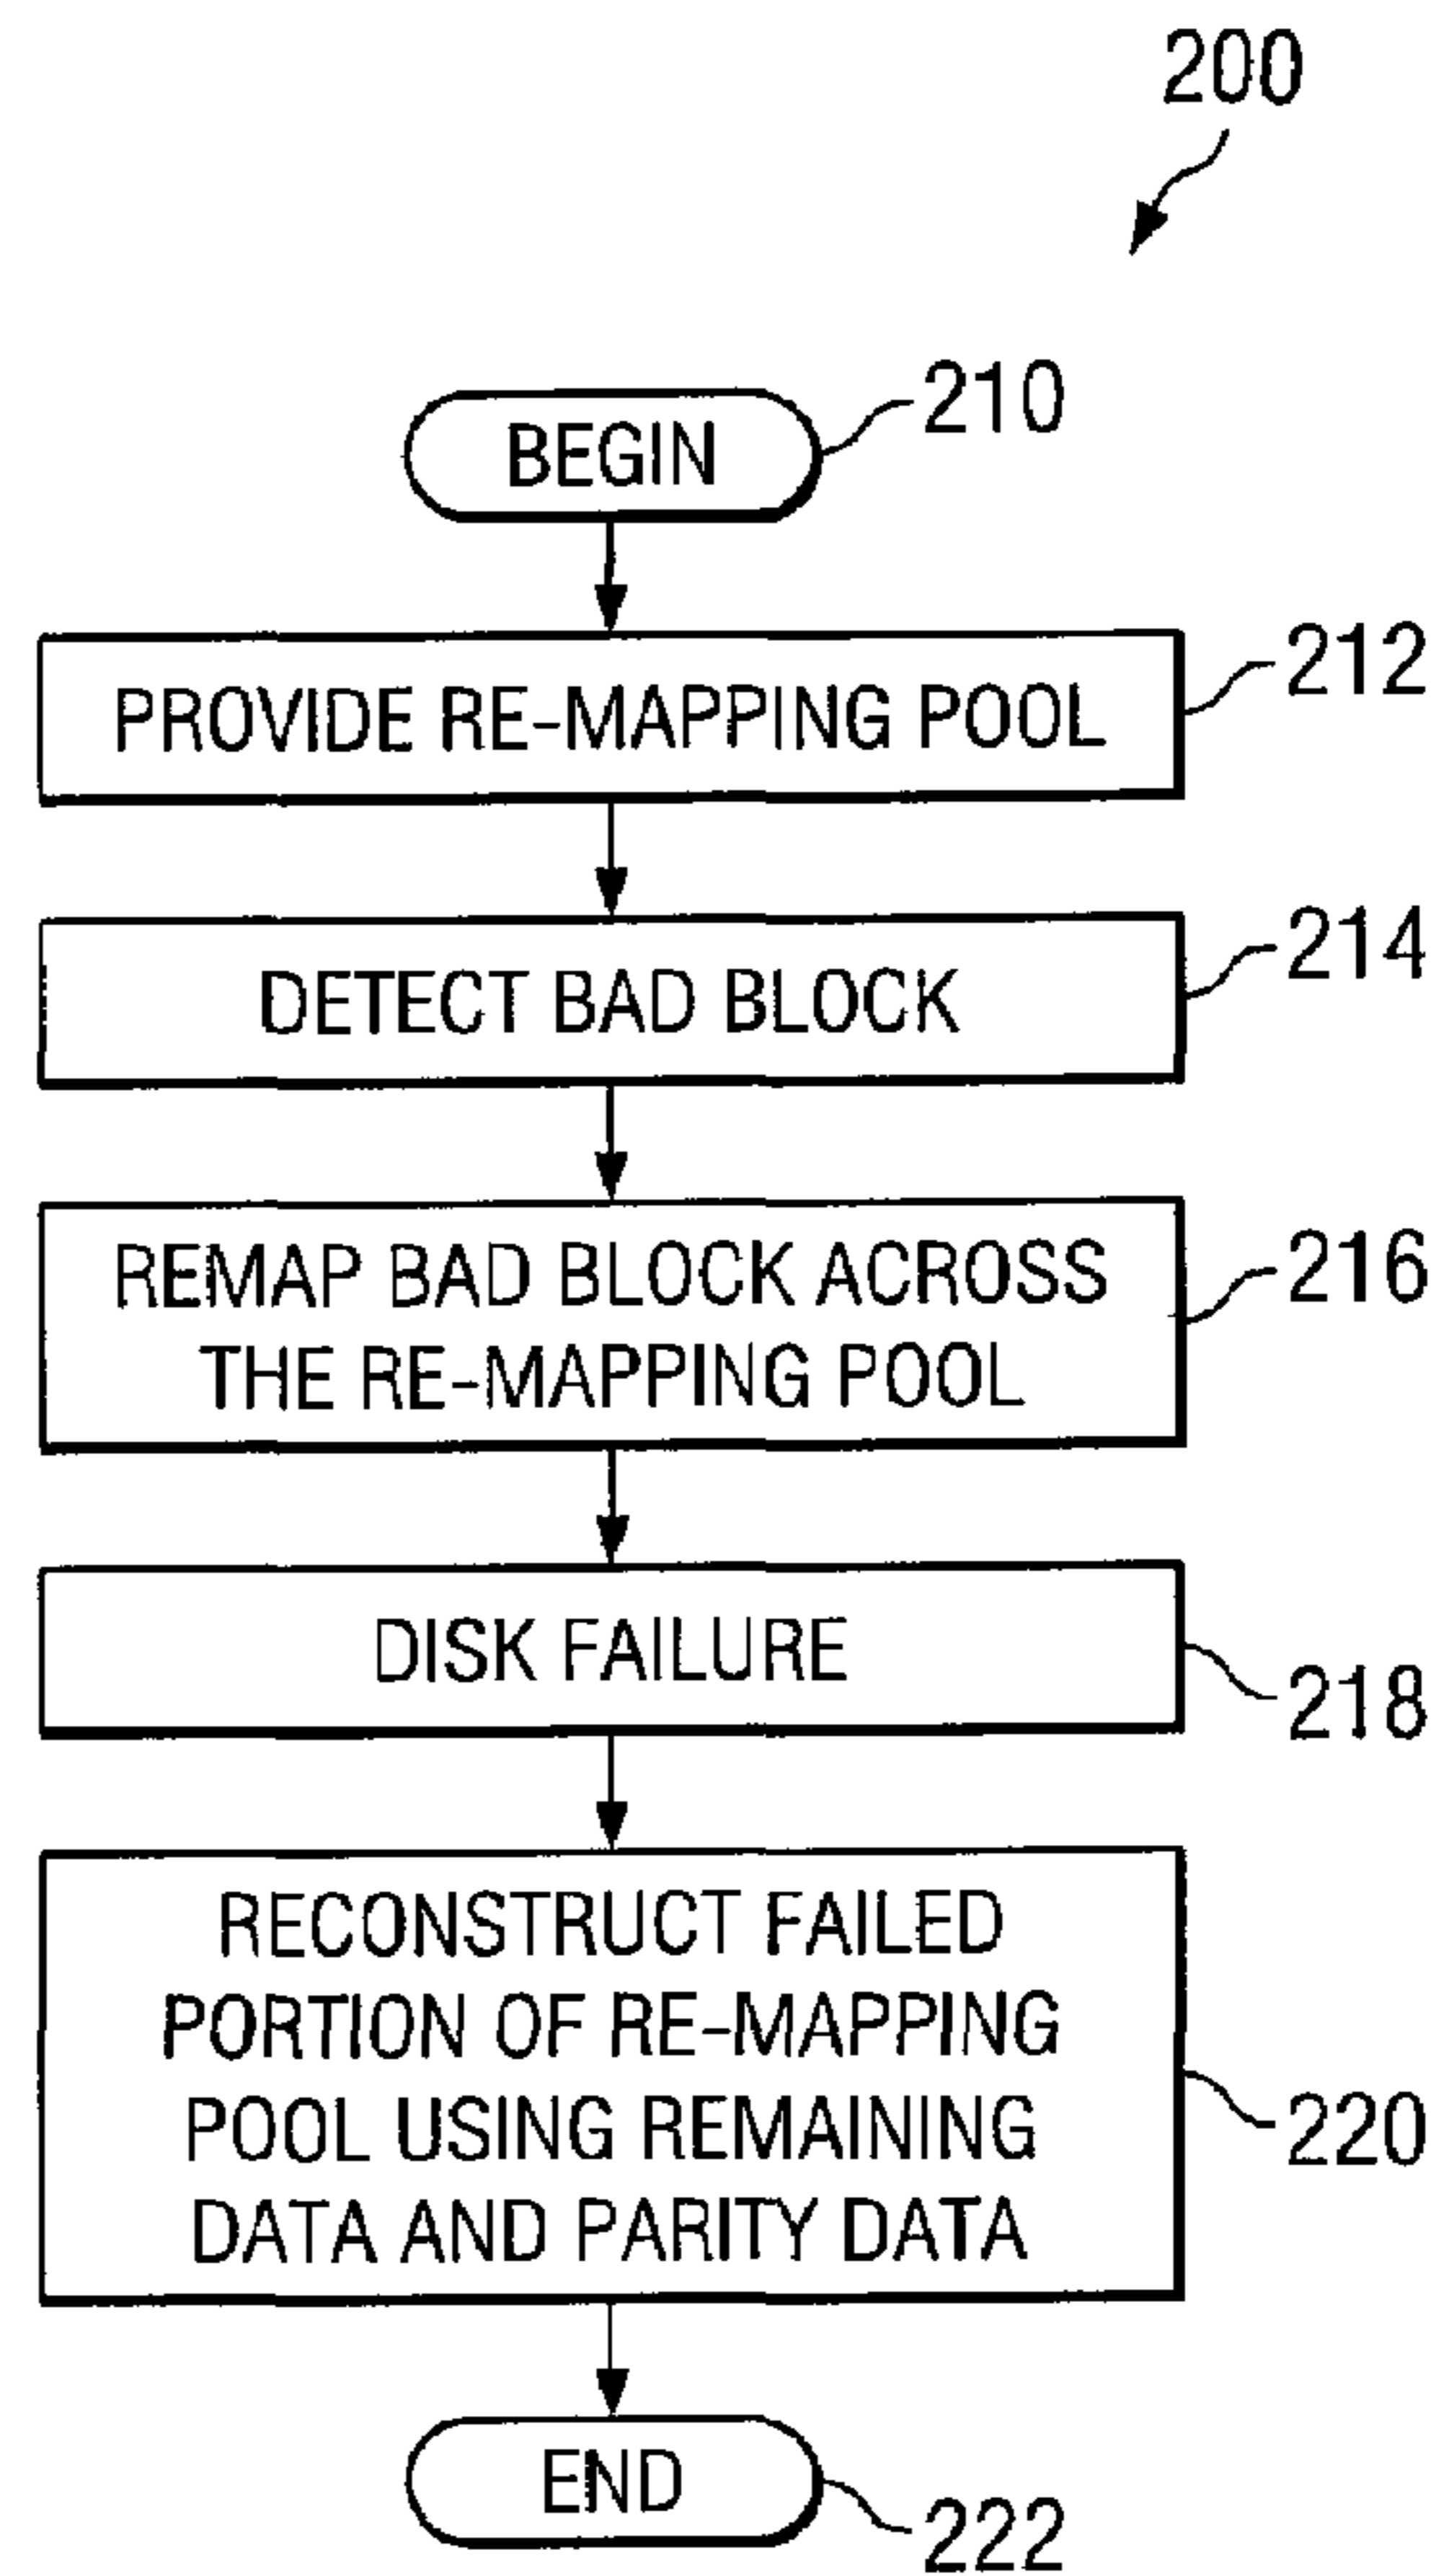 200
BEGIN
210
PROVIDE RE-MAPPING POOL
212
DETECT BAD BLOCK
214
REMAP BAD BLOCK ACROSS
THE RE-MAPPING POOL
216
DISK FAILURE
218
RECONSTRUCT FAILED
PORTION OF RE-MAPPING
POOL USING REMAINING
DATA AND PARITY DATA
220
END
222